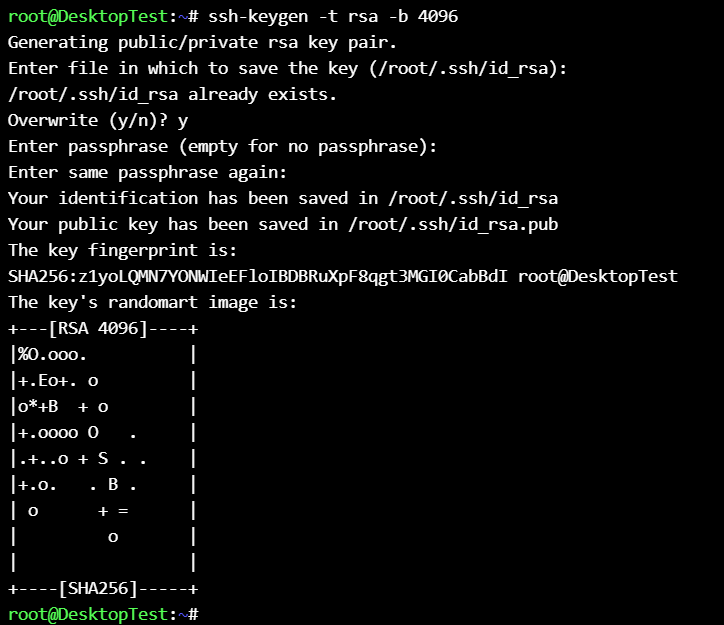 root@DesktopTest:~# ssh-keygen -t rsa -b 4096
Generating public/private rsa key pair.
Enter file in which to save the key (/root/.ssh/id_rsa):
/root/.ssh/id_rsa already exists.
Overwrite (y/n)? y
Enter passphrase (empty for no passphrase):
Enter same passphrase again:
Your identification has been saved in /root/.ssh/id_rsa
Your public key has been saved in /root/.ssh/id_rsa.pub
The key fingerprint is:
SHA256:z1yoLQMN7YONWIeEFloIBDBRuXpF8qgt3MGI0CabBdI root@DesktopTest
The key's randomart image is:
+---[RSA 4096]----+
|%O.ooo.          |
|+.Eo+. o         |
|o*+B  + o        |
|+.oooo O   .     |
|.+..o + S . .    |
|+.o.   . B .     |
| o      + =      |
|         o       |
|                 |
+----[SHA256]-----+
root@DesktopTest:~#